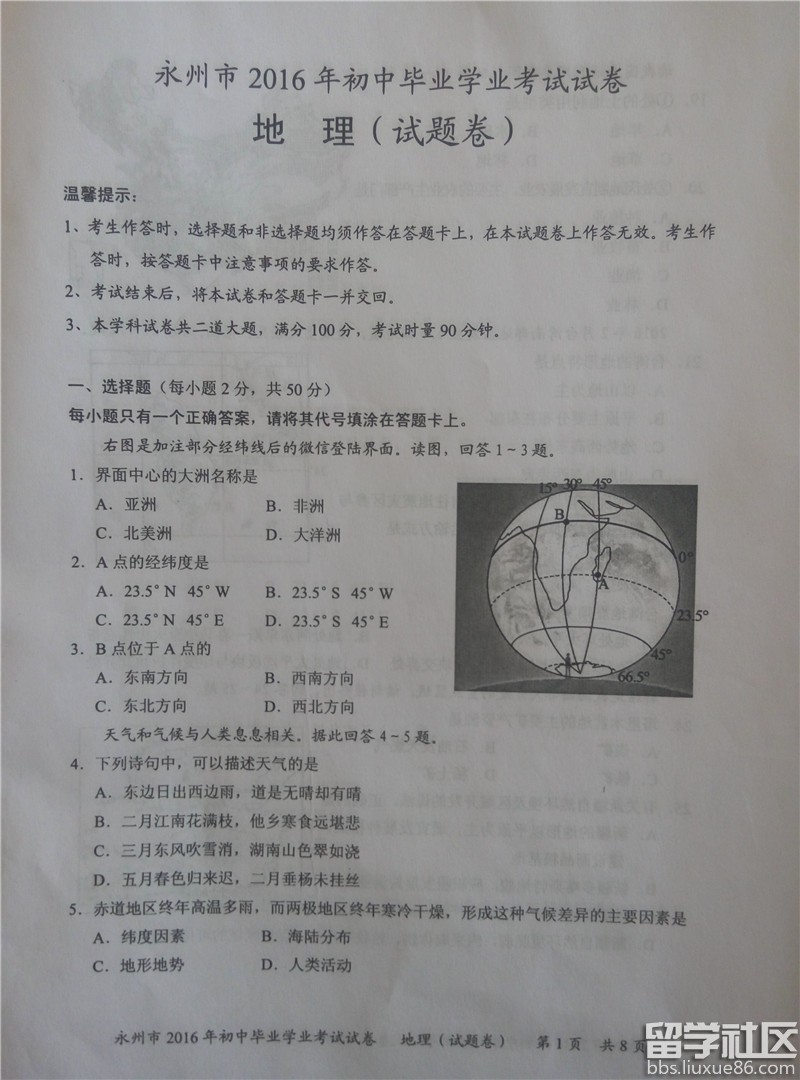 永州市 2016 年初中毕业学业考试试卷
地 理（试题卷）
温馨提示：
1、考生作答时，选择题和非选择题均须作答在答题卡上，在本试题卷上作答无效。考生作
答时，按答题卡中注意事项的要求作答。
2、考试结束后，将本试卷和答题卡一并交回。
3、本学科试卷共二道大题，满分 100 分，考试时量 90 分钟。
一、选择题（每小题 2 分，共 50 分）
每小题只有一个正确答案，请将其代号填涂在答题卡上。
右图是加注部分经纬线后的微信登陆界面。读图，回答 1～3 题。
1．界面中心的大洲名称是
A．亚洲 B．非洲
C．北美洲 D．大洋洲
2．A 点的经纬度是
A．23.5° N 45° W B．23.5° S 45° W
C．23.5° N 45° E D．23.5° S 45° E
3．B 点位于 A 点的
A．东南方向 B．西南方向
C．东北方向 D．西北方向
15° 30° 45°
B
0°
A
23.5°
45°
66.5°
天气和气候与人类息息相关。据此回答 4～5 题。
4．下列诗句中，可以描述天气的是
A．东边日出西边雨，道是无晴却有晴
B．二月江南花满枝，他乡寒食远堪悲
C．三月东风吹雪消，湖南山色翠如浇
D．五月春色归来迟，二月垂杨未挂丝
5．赤道地区终年高温多雨，而两极地区终年寒冷干燥，形成这种气候差异的主要因素是
A．纬度因素 B．海陆分布
C．地形地势 D．人类活动
永州市 2016 年初中毕业学业考试试卷 地理（试题卷） 第 1 页 共 8 页
留学社区
bbs.liuxue86.com